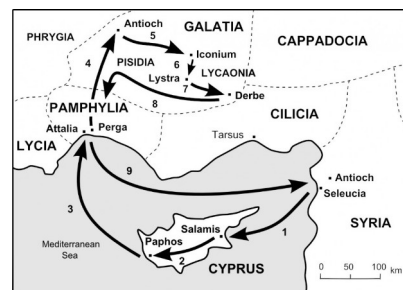 Antioch
GALATIA
PHRYGIA
5
Iconium
CAPPADOCIA
4
PISIDIA
6
Lystra
LYCAONIA
7
Derbe
8
PAMPHYLIA
CILICIA
Attalia
Perga
Tarsus
LYCIA
9
Antioch
Seleucia
3
Salamis
1
SYRIA
Mediterranean
Sea
Paphos
2
CYPRUS
0
50
100
km